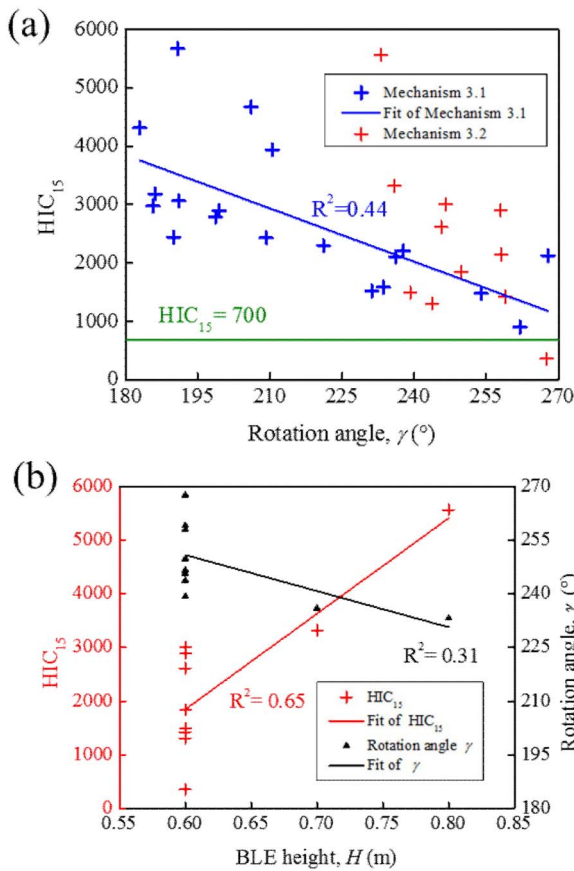 (a)
6000
5000
4000
3000
2000
1000
0
HIC15
Mechanism 3.1
Fit of Mechanism 3.1
Mechanism 3.2
R²=0.44
HIC15 = 700
180 195 210 225 240 255 270
Rotation angle, γ (°)
(b)
6000
5000
4000
3000
2000
1000
0
HIC15
270
255
240
225
210
195
180
Rotation angle, γ (°)
R²= 0.31
R²= 0.65
HIC15
Fit of HIC15
Rotation angle γ
Fit of γ
0.55 0.60 0.65 0.70 0.75 0.80 0.85
BLE height, H (m)